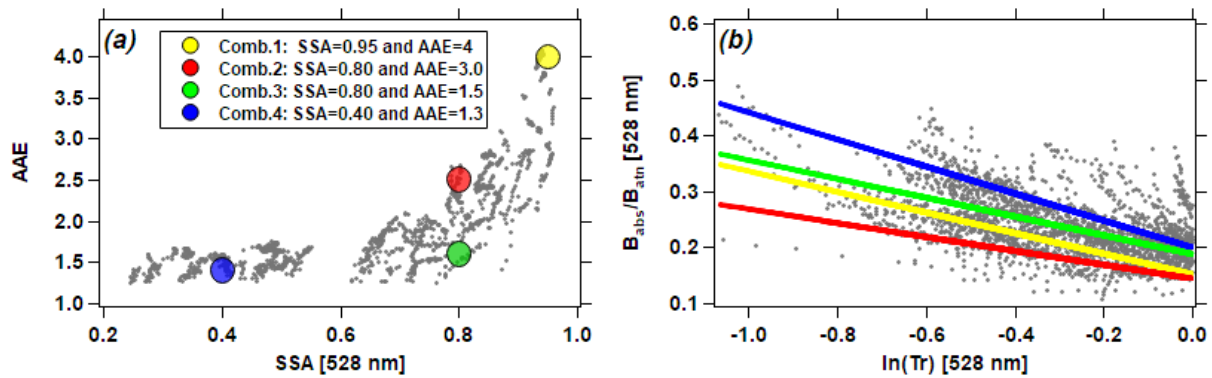 (a)
Comb.1: SSA=0.95 and AAE=4
Comb.2: SSA=0.80 and AAE=3.0
Comb.3: SSA=0.80 and AAE=1.5
Comb.4: SSA=0.40 and AAE=1.3
AAE
4.0
3.5
3.0
2.5
2.0
1.5
1.0
0.2 0.4 0.6 0.8 1.0
SSA [528 nm]
(b)
B_abs/B_atn [528 nm]
0.6
0.5
0.4
0.3
0.2
0.1
-1.0 -0.8 -0.6 -0.4 -0.2 0.0
ln(Tr) [528 nm]